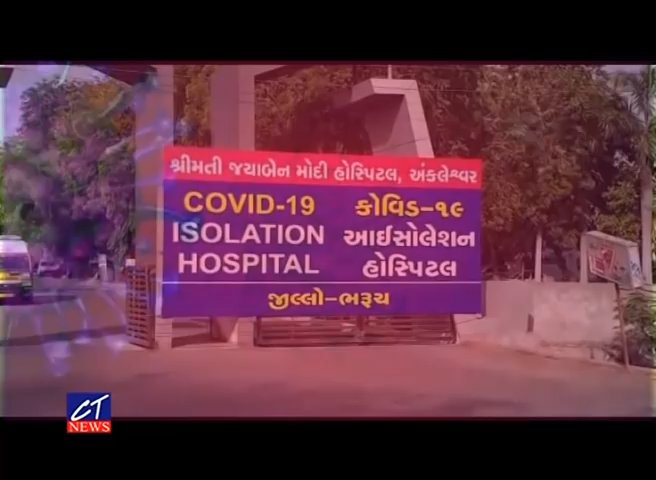 શ્રીમતી જયાબેન મોદી હોસ્પિટલ, અંકલેશ્વર
COVID-19 કોવિડ-૧૯
ISOLATION આઈસોલેશન
HOSPITAL હોસ્પિટલ
જીલ્લો-ભરૂચ
CT
NEWS